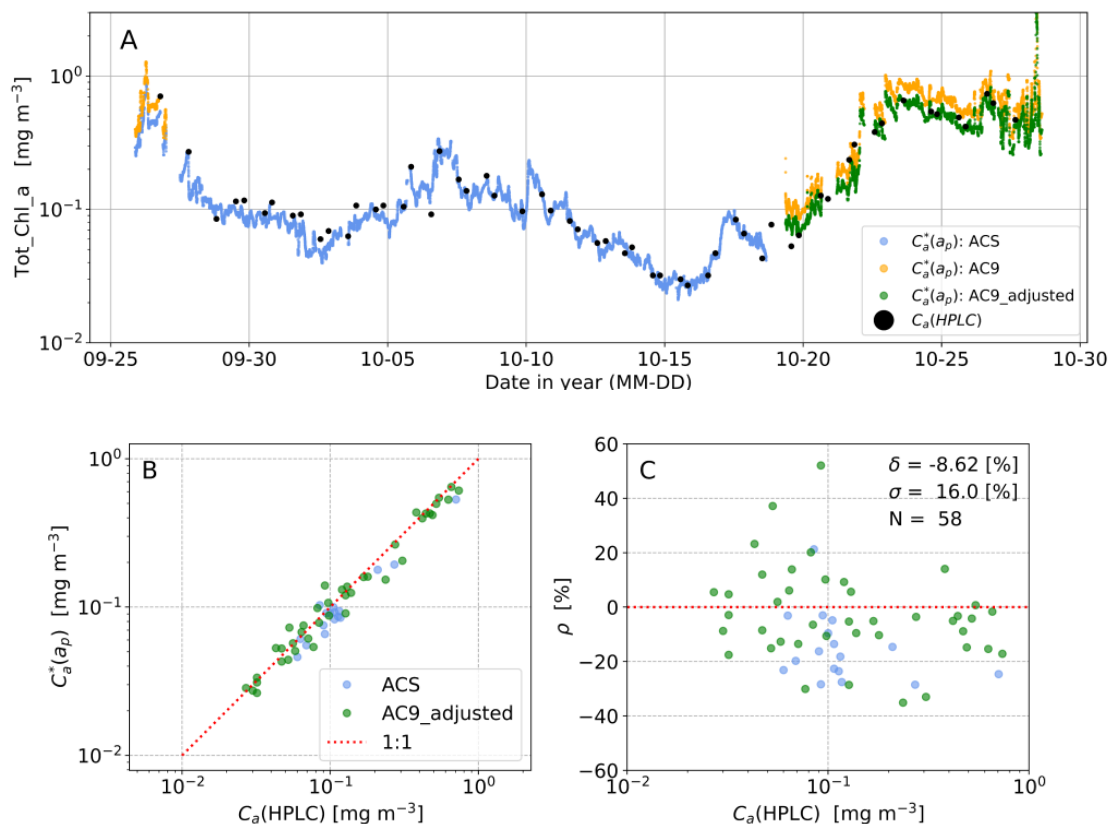 A
Tot_Chl_a [mg m⁻³]
10⁰
10⁻¹
10⁻²
09-25 09-30 10-05 10-10 10-15 10-20 10-25 10-30
Date in year (MM-DD)
C*ₐ(aₚ): ACS
C*ₐ(aₚ): AC9
C*ₐ(aₚ): AC9_adjusted
Cₐ(HPLC)
B
C*ₐ(aₚ) [mg m⁻³]
10⁰
10⁻¹
10⁻²
ACS
AC9_adjusted
1:1
10⁻² 10⁻¹ 10⁰
Cₐ(HPLC) [mg m⁻³]
C
ρ [%]
60
40
20
0
−20
−40
−60
δ = -8.62 [%]
σ = 16.0 [%]
N = 58
10⁻² 10⁻¹ 10⁰
Cₐ(HPLC) [mg m⁻³]